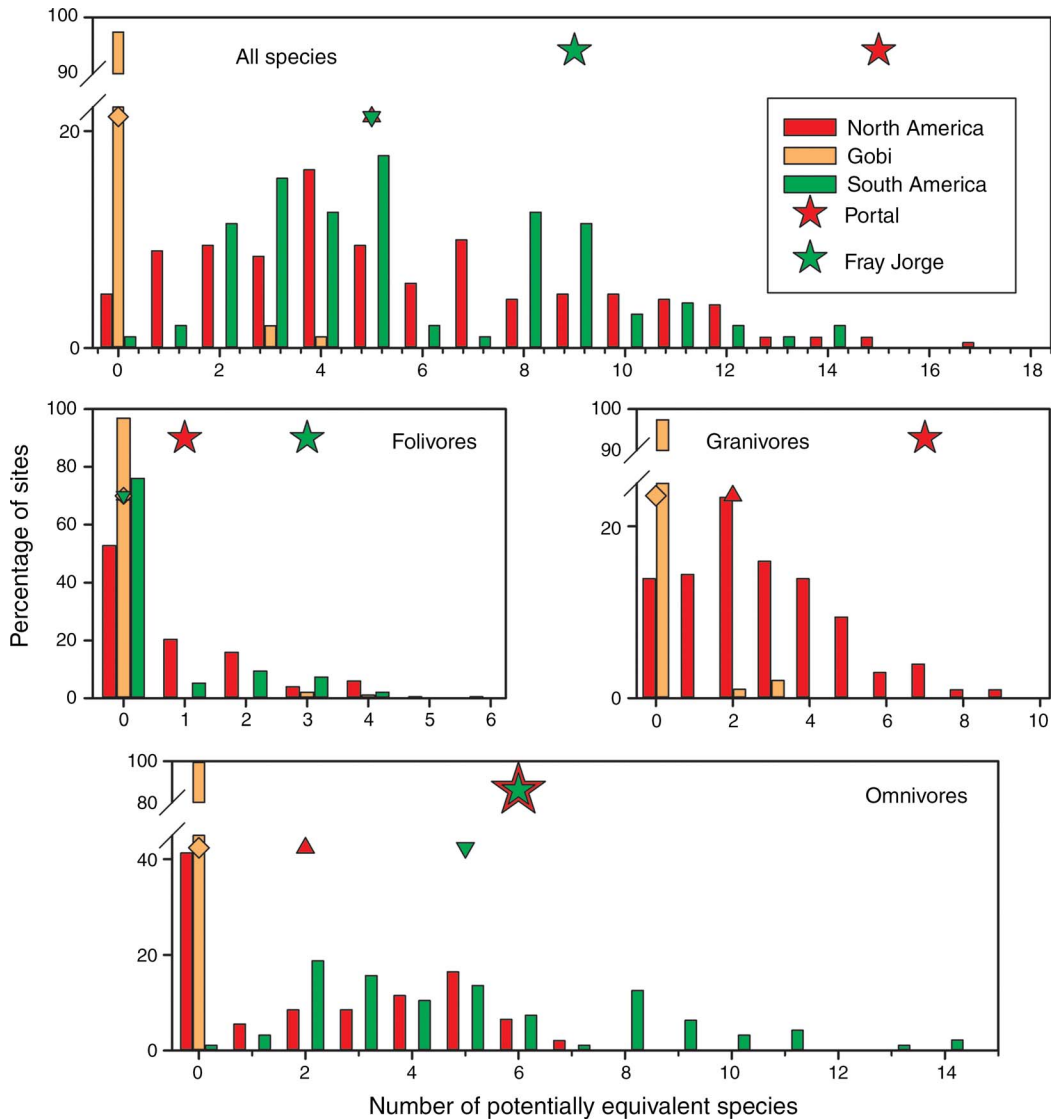 100
All species
90
20
0
North America
Gobi
South America
Portal
Fray Jorge
0 2 4 6 8 10 12 14 16 18
Percentage of sites
100
Folivores
80
60
40
20
0
0 1 2 3 4 5 6
100
Granivores
90
20
0
0 2 4 6 8 10
100
Omnivores
80
40
20
0
0 2 4 6 8 10 12 14
Number of potentially equivalent species